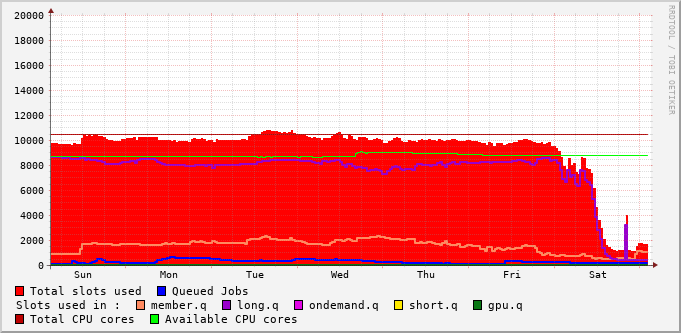 20000
18000
16000
14000
12000
10000
8000
6000
4000
2000
0
Sun Mon Tue Wed Thu Fri Sat
RRDTOOL / TOBI OETIKER
Total slots used Queued Jobs
Slots used in : member.q long.q ondemand.q short.q gpu.q
Total CPU cores Available CPU cores